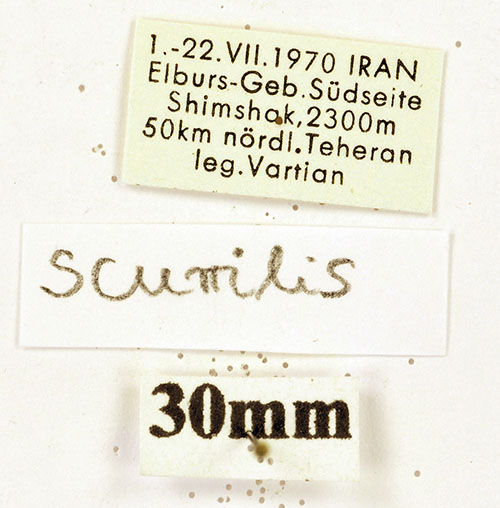 1.-22.VII.1970 IRAN
Elburs-Geb.Südseite
Shimshak,2300m
50km nördl.Teheran
leg.Vartian
scurrilis
30mm